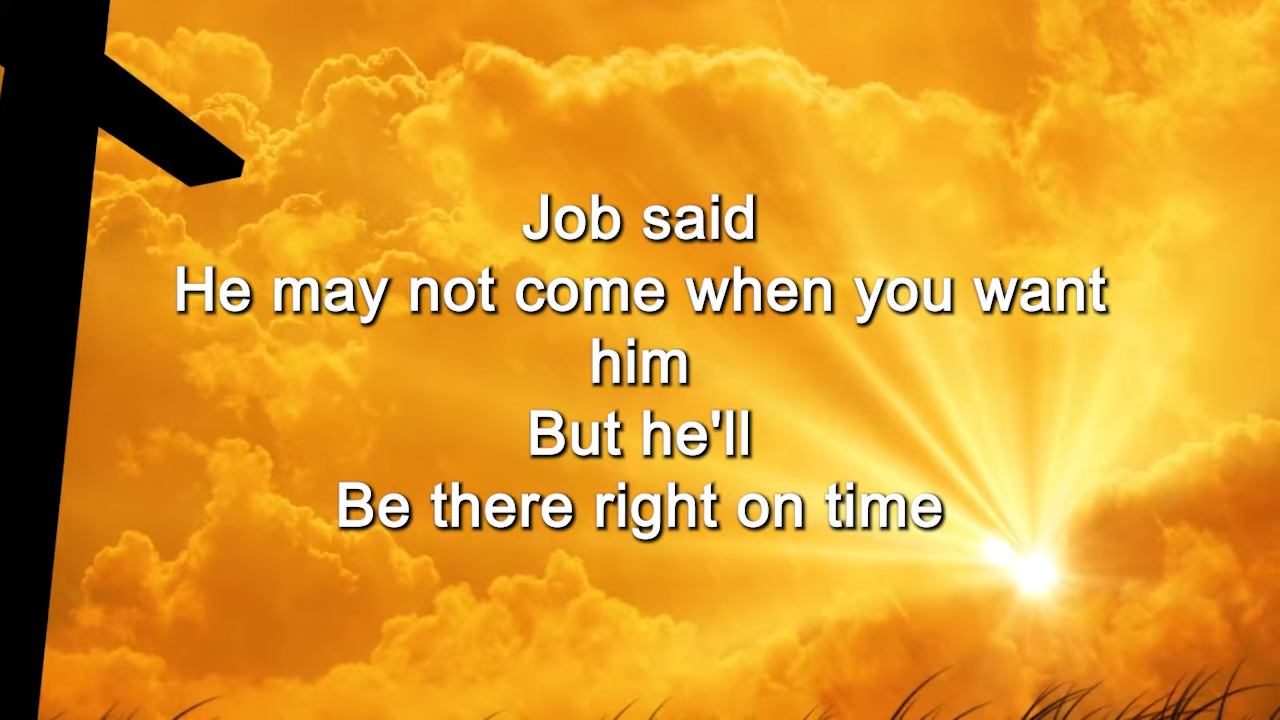 Job said
He may not come when you want
him
But he'll
Be there right on time